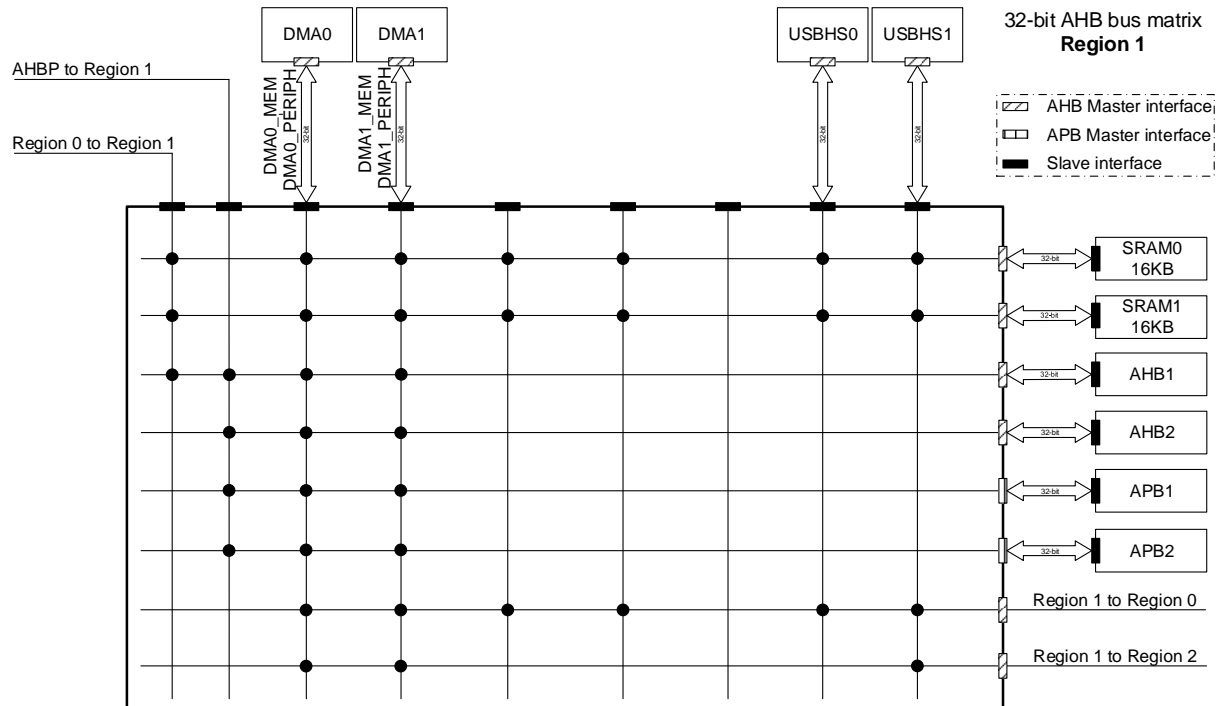 DMA0
DMA1
USBHS0
USBHS1
32-bit AHB bus matrix
Region 1
AHBP to Region 1
Region 0 to Region 1
DMA0_MEM
DMA0_PERIPH
32-bit
DMA1_MEM
DMA1_PERIPH
32-bit
32-bit
32-bit
AHB Master interface
APB Master interface
Slave interface
32-bit
SRAM0
16KB
32-bit
SRAM1
16KB
32-bit
AHB1
32-bit
AHB2
32-bit
APB1
32-bit
APB2
Region 1 to Region 0
Region 1 to Region 2